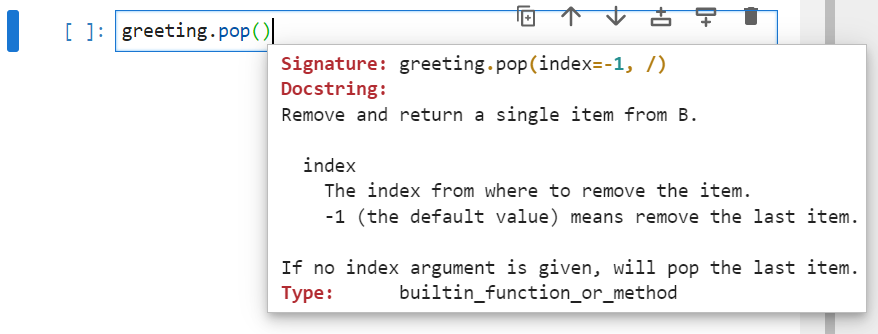 [ ]: greeting.pop()
Signature: greeting.pop(index=-1, /)
Docstring:
Remove and return a single item from B.
index
The index from where to remove the item.
-1 (the default value) means remove the last item.
If no index argument is given, will pop the last item.
Type: builtin_function_or_method